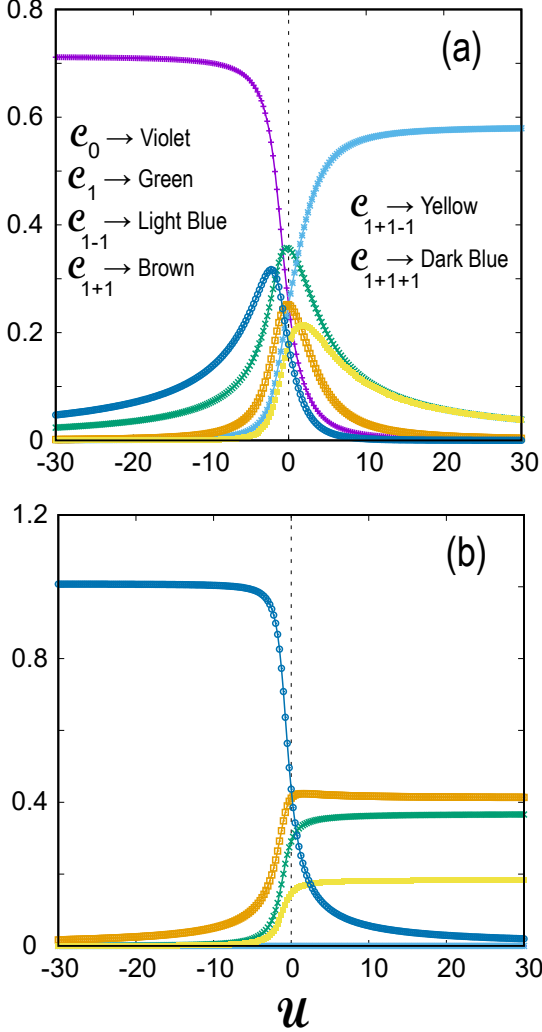 0.8
(a)
0.6
𝓒0 → Violet
𝓒1 → Green
𝓒1-1 → Light Blue
𝓒1+1 → Brown
𝓒1+1-1 → Yellow
𝓒1+1+1 → Dark Blue
0.4
0.2
0
-30 -20 -10 0 10 20 30
1.2
(b)
0.8
0.4
0
-30 -20 -10 0 10 20 30
𝓤